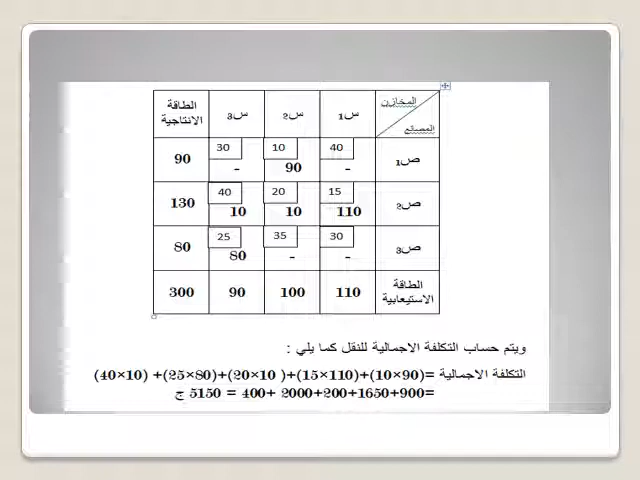 المخازن
المصانع
س1 س2 س3 الطاقة الانتاجية
ص1 40 - 10 90 30 - 90
ص2 15 110 20 10 40 10 130
ص3 30 - 35 - 25 80 80
الطاقة الاستيعابية 110 100 90 300
ويتم حساب التكلفة الاجمالية للنقل كما يلي :
التكلفة الاجمالية =(90×10)+(110×15)+( 10×20)+(80×25)+ (10×40)
=900+1650+200+2000 +400 = 5150 ج